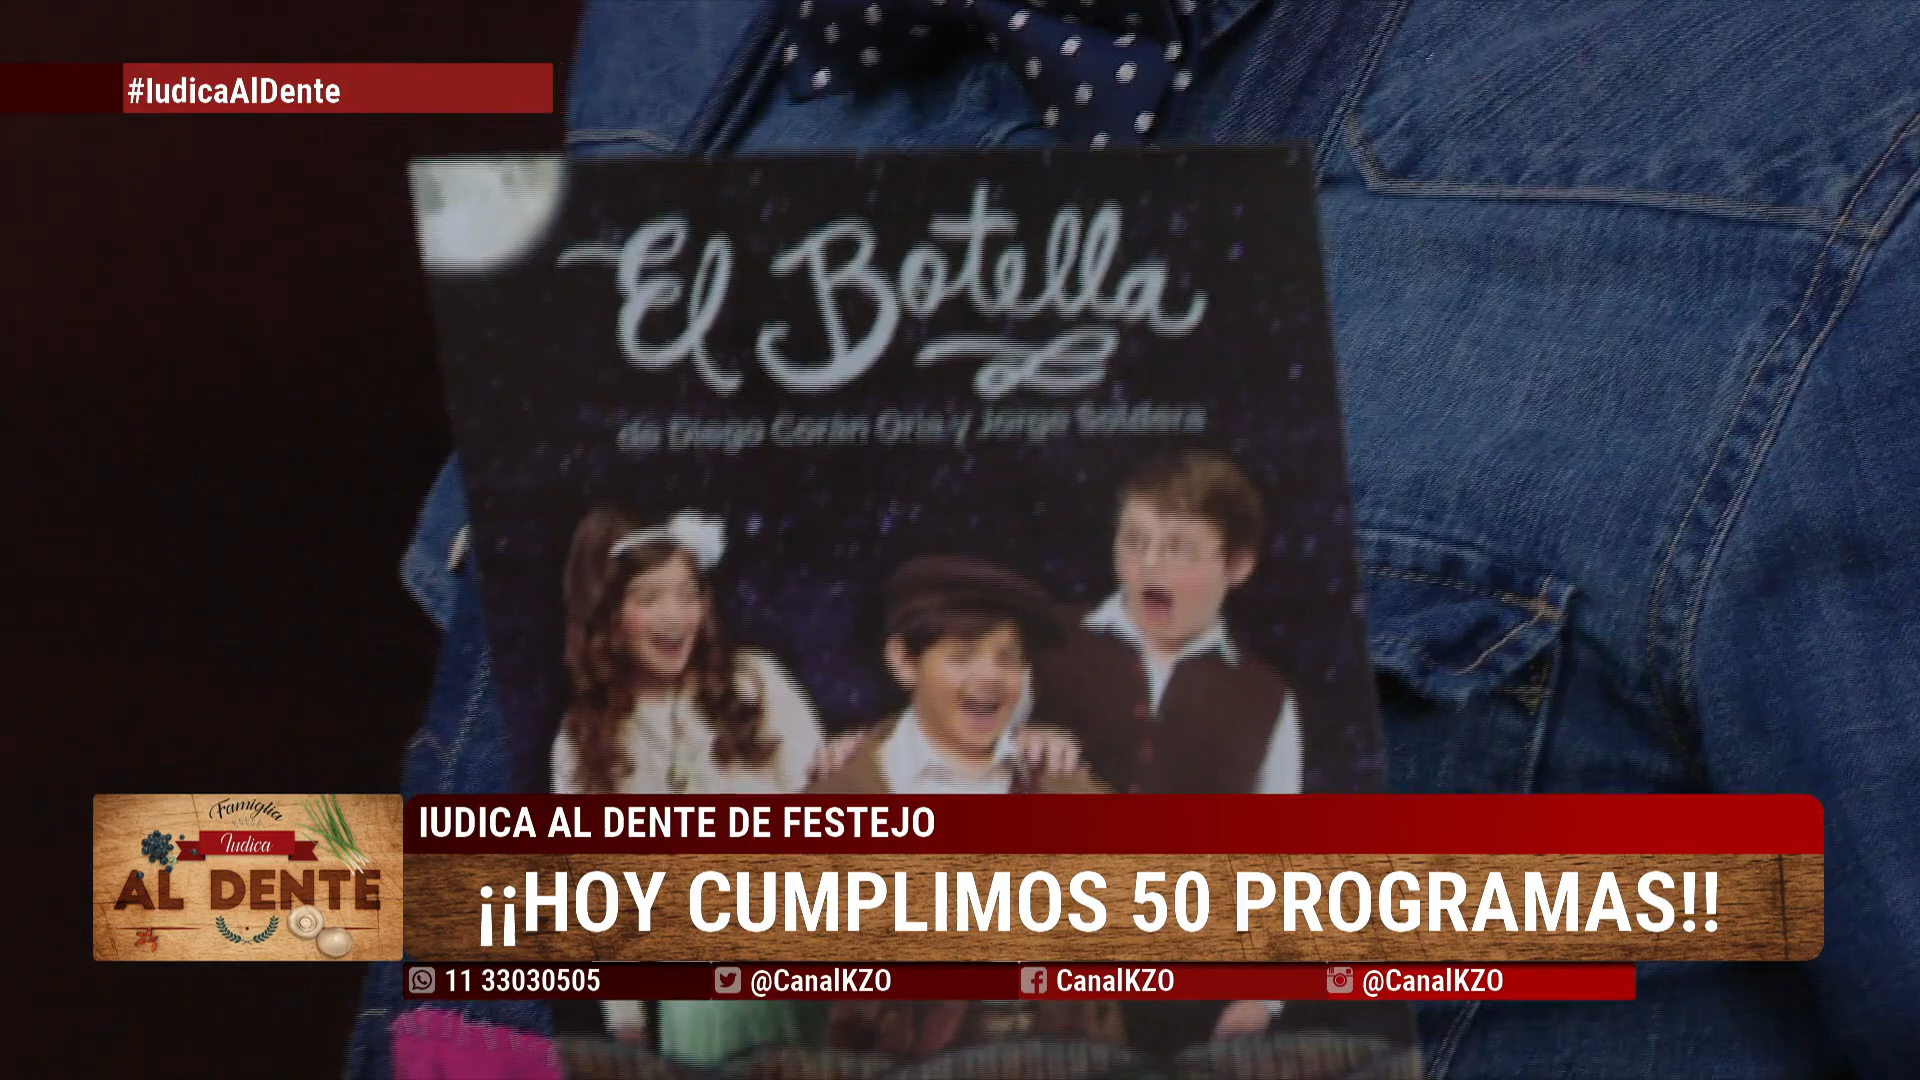 #IudicaAlDente
El Botella
de Diego Corán Oria y Jorge Soldera
Famiglia
Iudica
AL DENTE
IUDICA AL DENTE DE FESTEJO
¡¡HOY CUMPLIMOS 50 PROGRAMAS!!
11 33030505 @CanalKZO CanalKZO @CanalKZO